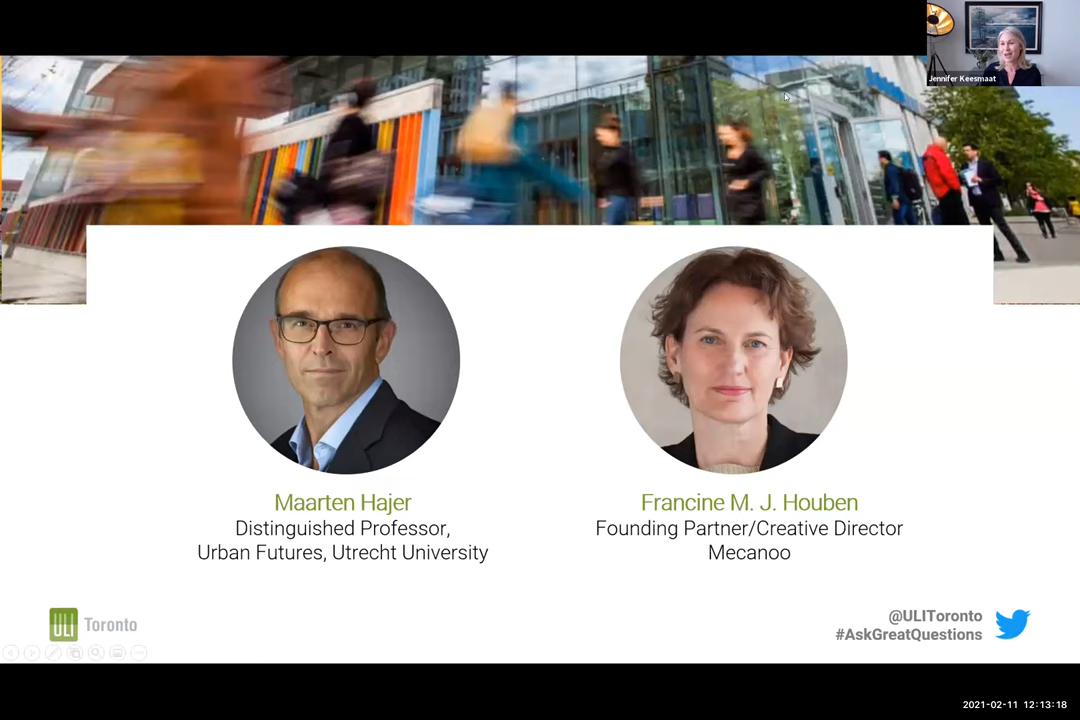 Jennifer Keesmaat
Maarten Hajer
Distinguished Professor,
Urban Futures, Utrecht University
Francine M. J. Houben
Founding Partner/Creative Director
Mecanoo
ULI Toronto
@ULIToronto
#AskGreatQuestions
2021-02-11 12:13:18